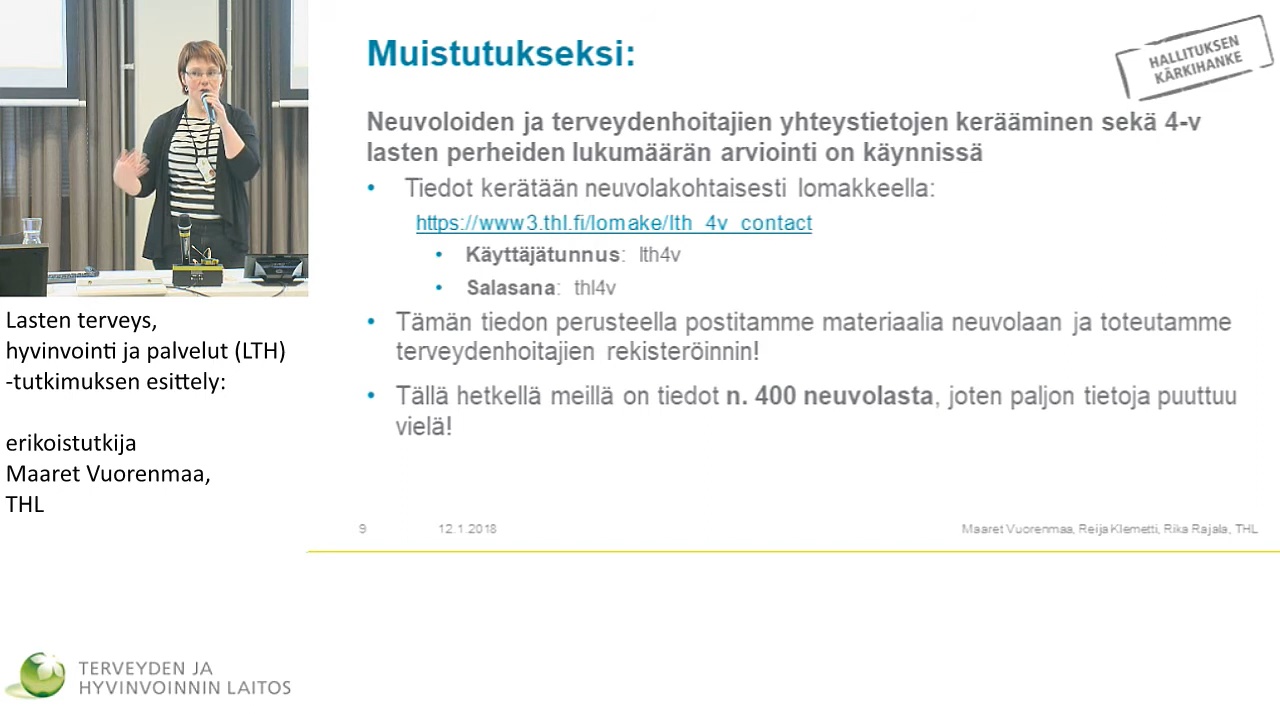 Muistutukseksi:
HALLITUKSEN
KÄRKIHANKE
Neuvoloiden ja terveydenhoitajien yhteystietojen kerääminen sekä 4-v
lasten perheiden lukumäärän arviointi on käynnissä
• Tiedot kerätään neuvolakohtaisesti lomakkeella:
https://www3.thl.fi/lomake/lth_4v_contact
• Käyttäjätunnus: lth4v
• Salasana: thl4v
• Tämän tiedon perusteella postitamme materiaalia neuvolaan ja toteutamme
terveydenhoitajien rekisteröinnin!
• Tällä hetkellä meillä on tiedot n. 400 neuvolasta, joten paljon tietoja puuttuu
vielä!
9 12.1.2018 Maaret Vuorenmaa, Reija Klemetti, Rika Rajala, THL
Lasten terveys,
hyvinvointi ja palvelut (LTH)
-tutkimuksen esittely:
erikoistutkija
Maaret Vuorenmaa,
THL
TERVEYDEN JA
HYVINVOINNIN LAITOS